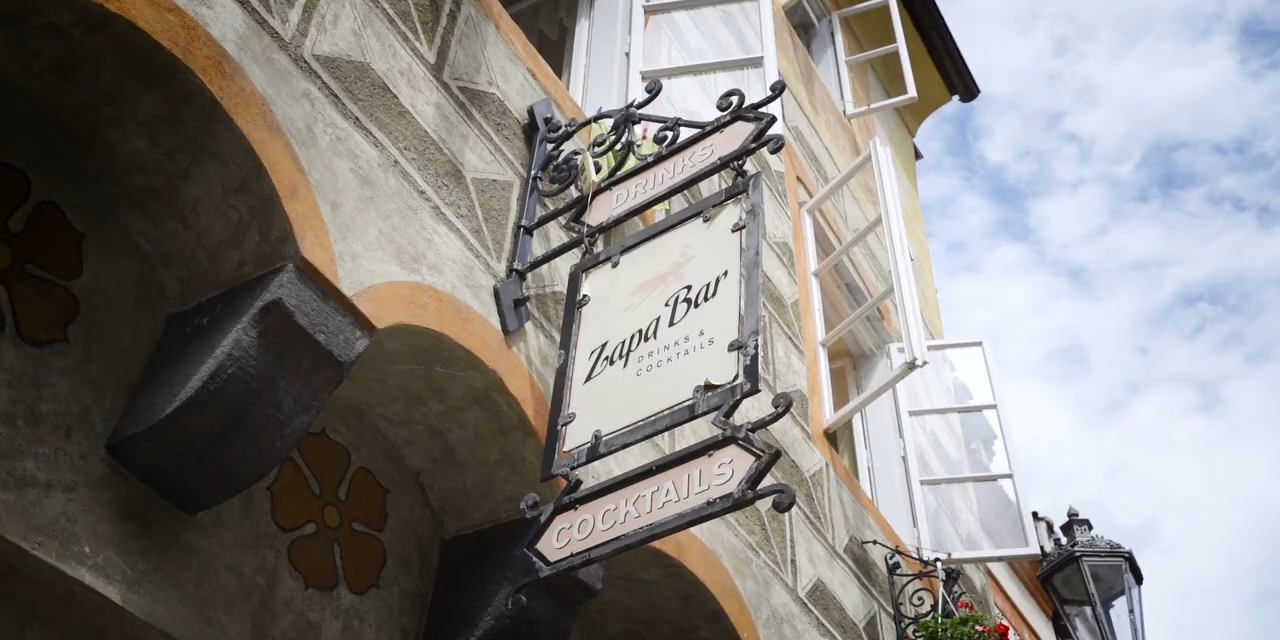 DRINKS
Zapa Bar
DRINKS &
COCKTAILS
COCKTAILS